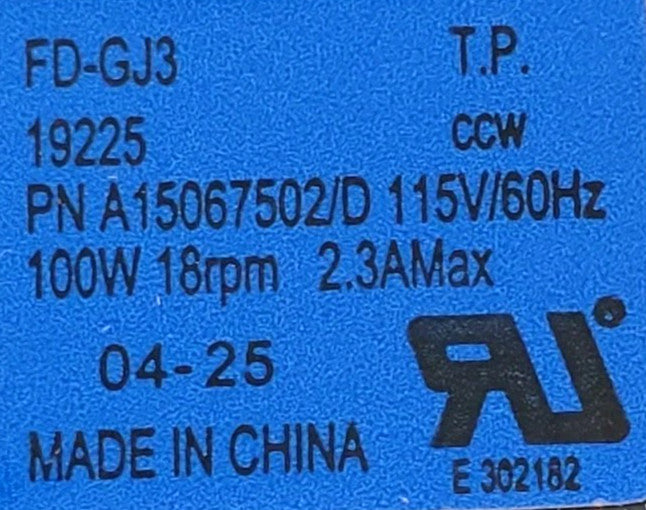 FD-GJ3 T.P.
19225 CCW
PN A15067502/D 115V/60Hz
100W 18rpm 2.3AMax
04-25
MADE IN CHINA
E 302182